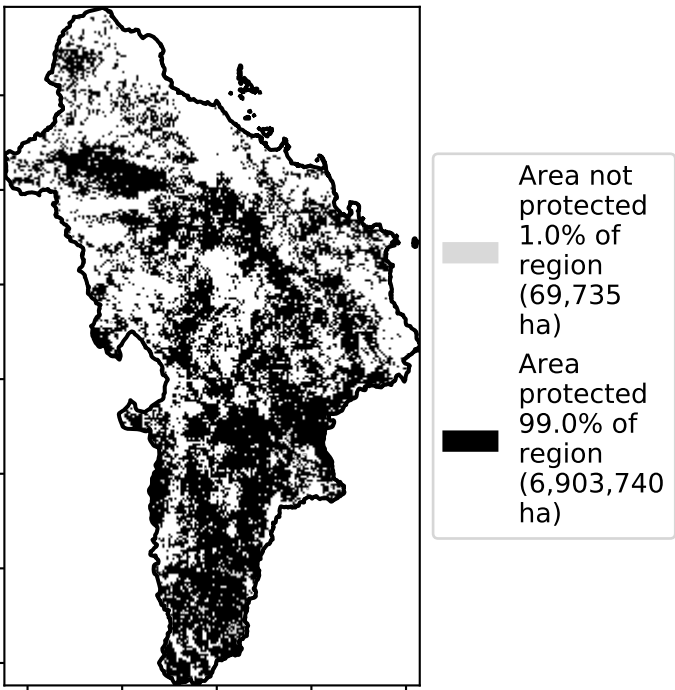 Area not
protected
1.0% of
region
(69,735
ha)
Area
protected
99.0% of
region
(6,903,740
ha)